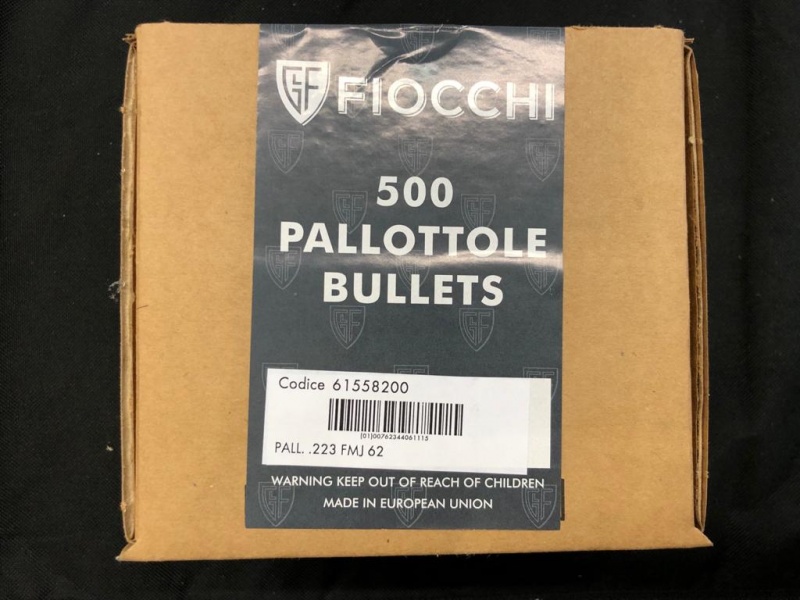 GF FIOCCHI
500
PALLOTTOLE
BULLETS
Codice 61558200
(01)00762344061115
PALL. .223 FMJ 62
WARNING KEEP OUT OF REACH OF CHILDREN
MADE IN EUROPEAN UNION